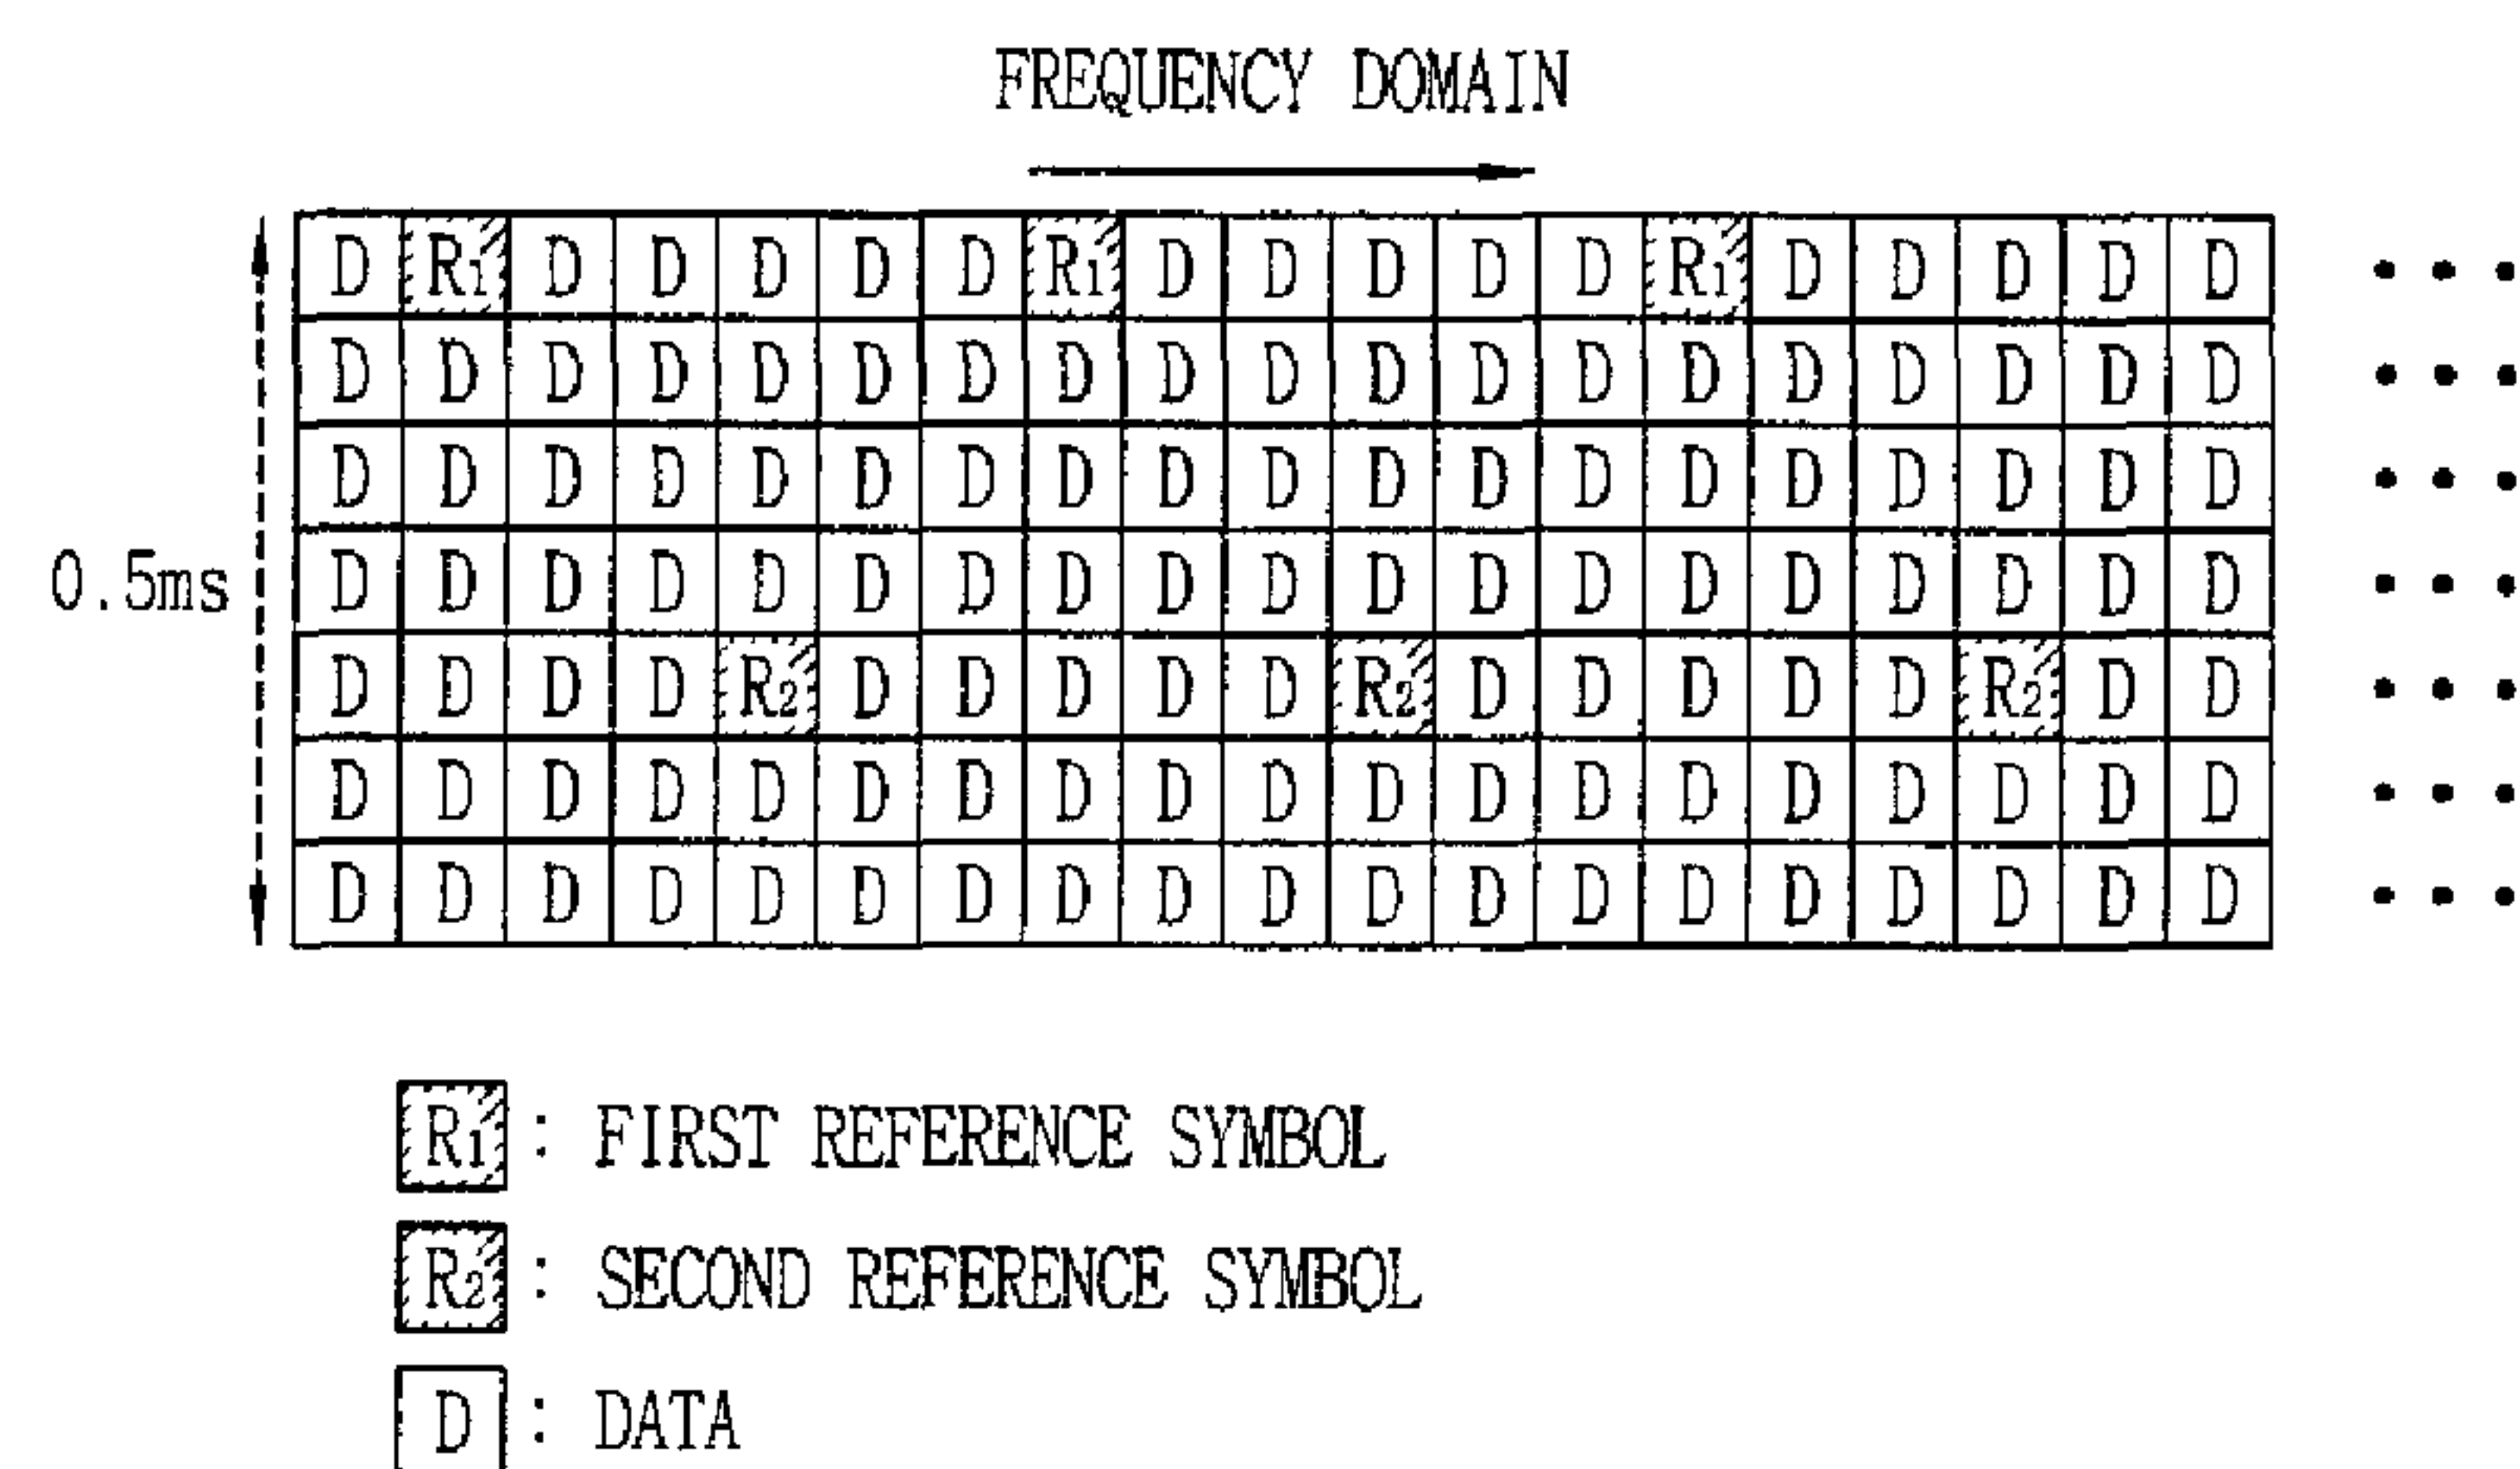 FREQUENCY DOMAIN
D R1 D D D D D R1 D D D D D R1 D D D D D • • •
D D D D D D D D D D D D D D D D D D D • • •
D D D D D D D D D D D D D D D D D D D • • •
0.5ms D D D D D D D D D D D D D D D D D D D • • •
D D D D R2 D D D D D R2 D D D D D R2 D D • • •
D D D D D D D D D D D D D D D D D D D • • •
D D D D D D D D D D D D D D D D D D D • • •
R1 : FIRST REFERENCE SYMBOL
R2 : SECOND REFERENCE SYMBOL
D : DATA